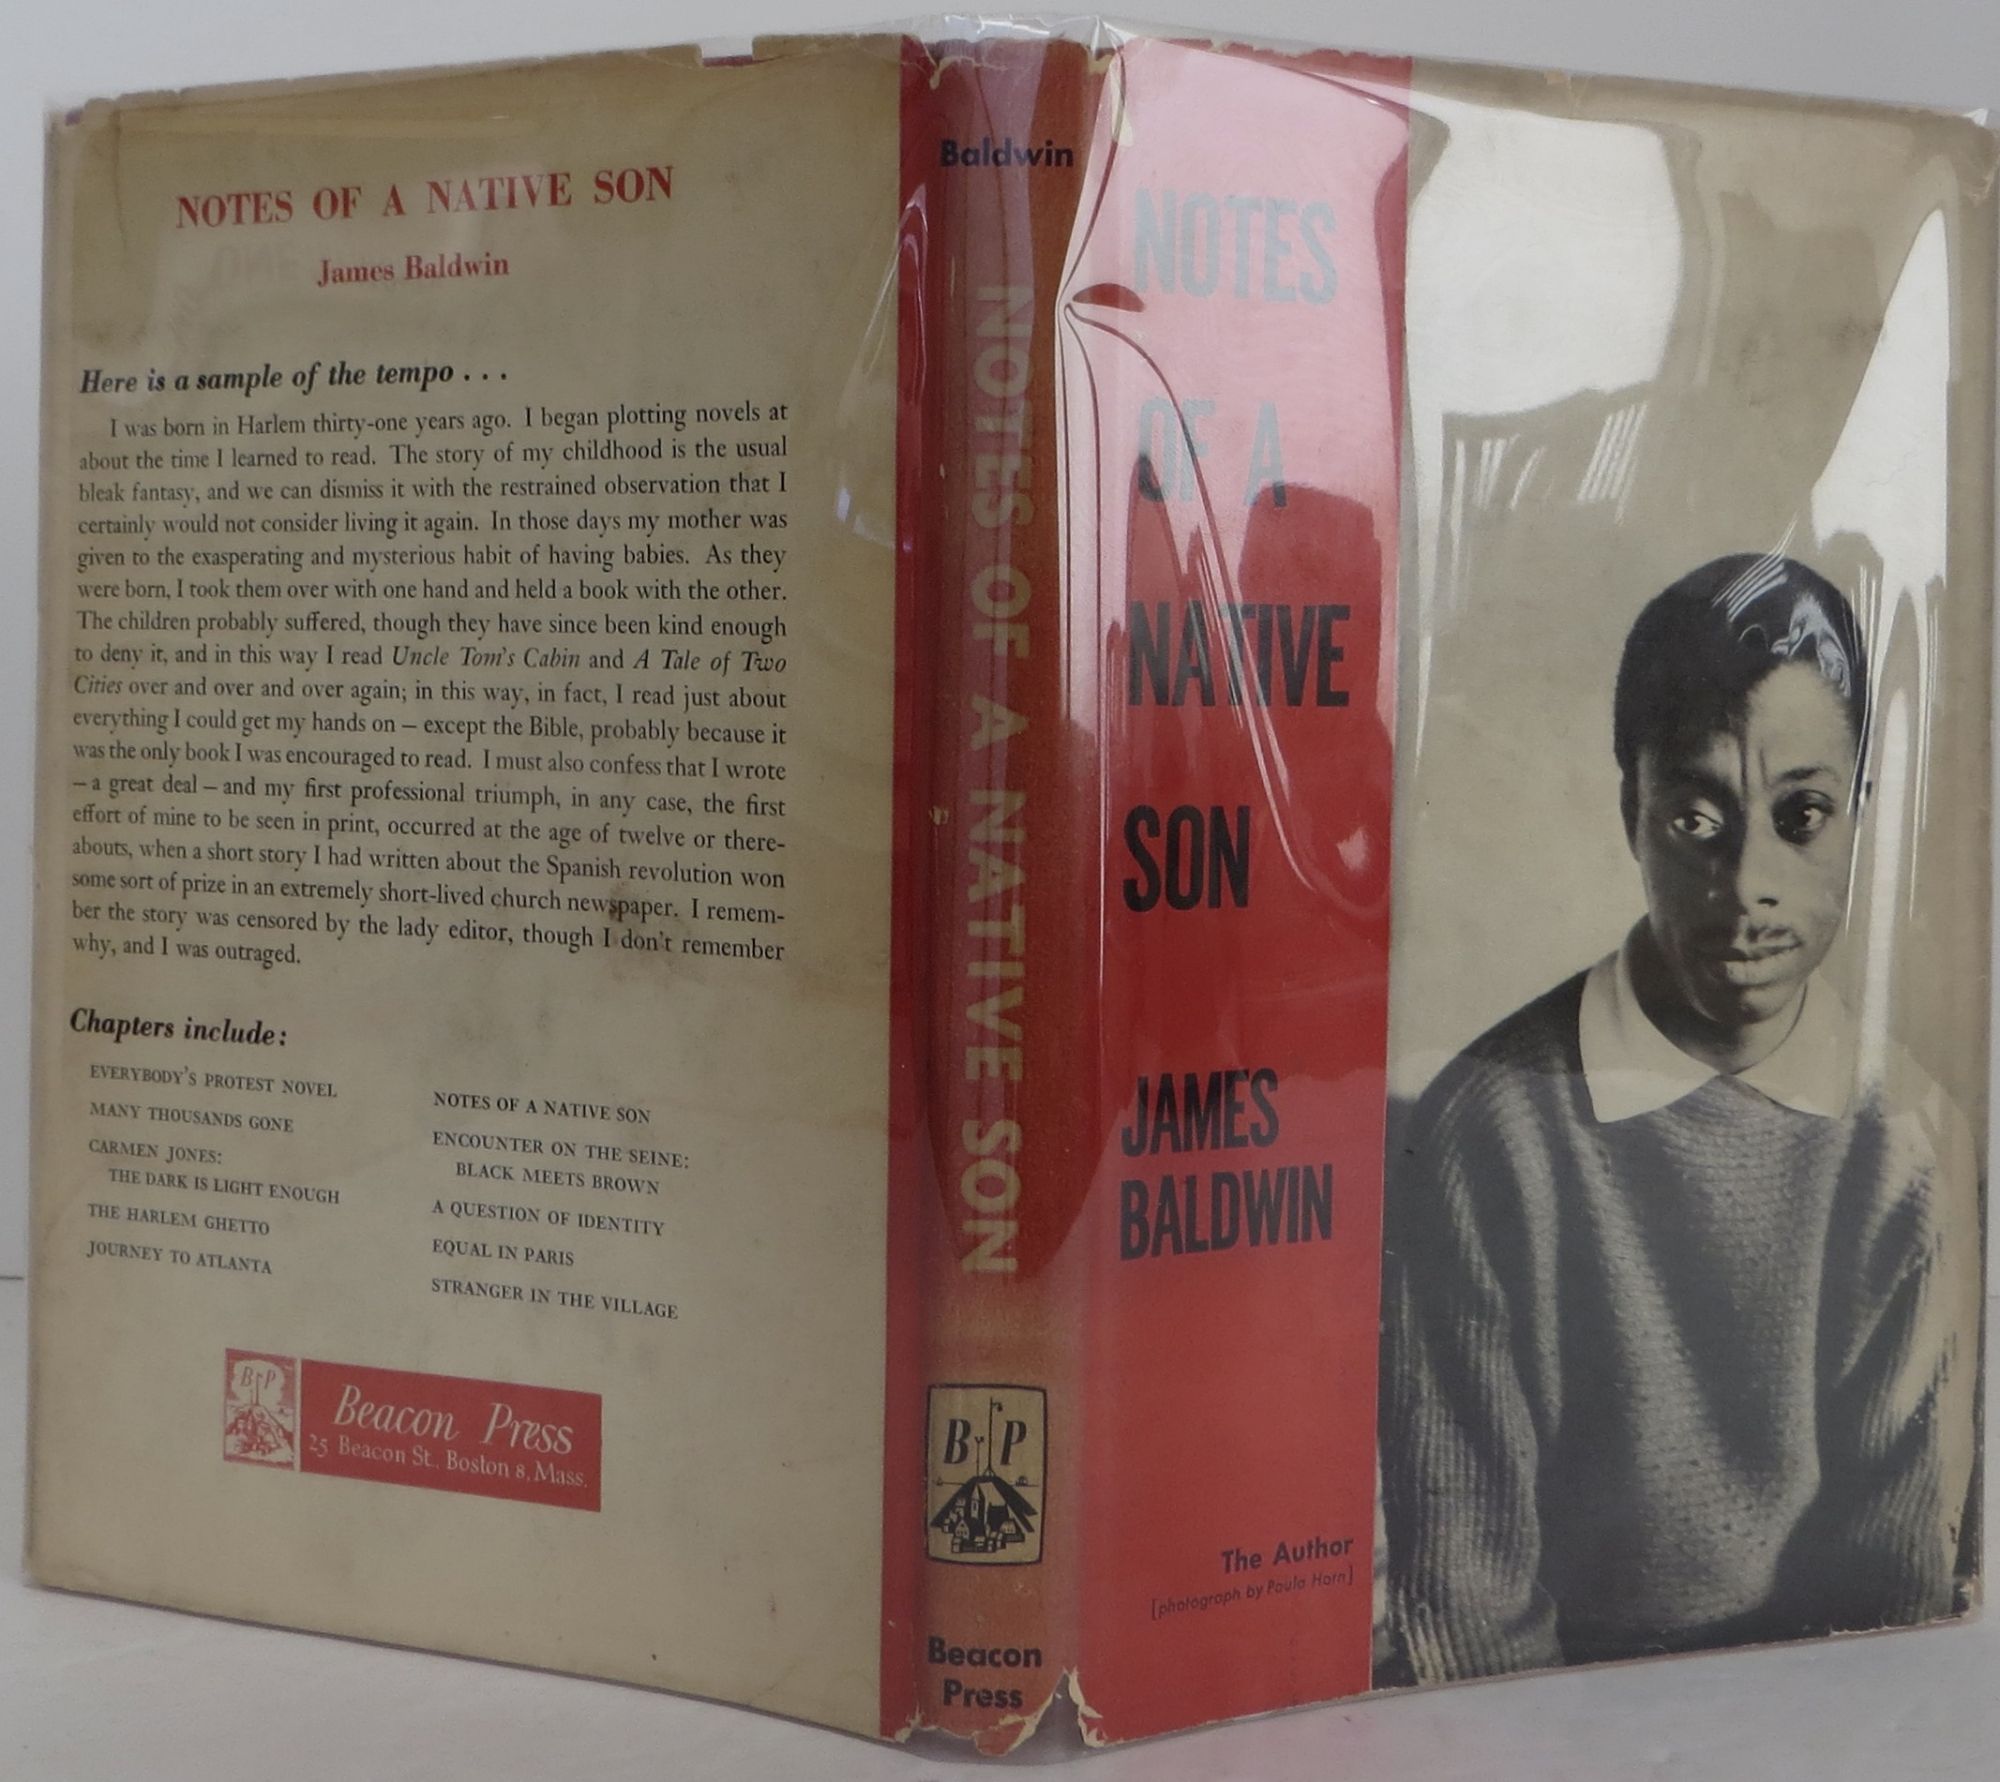 NOTES OF A NATIVE SON
James Baldwin
Here is a sample of the tempo . . .
I was born in Harlem thirty-one years ago. I began plotting novels at
about the time I learned to read. The story of my childhood is the usual
bleak fantasy, and we can dismiss it with the restrained observation that I
certainly would not consider living it again. In those days my mother was
given to the exasperating and mysterious habit of having babies. As they
were born, I took them over with one hand and held a book with the other.
The children probably suffered, though they have since been kind enough
to deny it, and in this way I read Uncle Tom's Cabin and A Tale of Two
Cities over and over and over again; in this way, in fact, I read just about
everything I could get my hands on – except the Bible, probably because it
was the only book I was encouraged to read. I must also confess that I wrote
– a great deal – and my first professional triumph, in any case, the first
effort of mine to be seen in print, occurred at the age of twelve or there-
abouts, when a short story I had written about the Spanish revolution won
some sort of prize in an extremely short-lived church newspaper. I remem-
ber the story was censored by the lady editor, though I don't remember
why, and I was outraged.
Chapters include:
EVERYBODY'S PROTEST NOVEL
MANY THOUSANDS GONE
CARMEN JONES:
THE DARK IS LIGHT ENOUGH
THE HARLEM GHETTO
JOURNEY TO ATLANTA
NOTES OF A NATIVE SON
ENCOUNTER ON THE SEINE:
BLACK MEETS BROWN
A QUESTION OF IDENTITY
EQUAL IN PARIS
STRANGER IN THE VILLAGE
B P
Beacon Press
25 Beacon St., Boston 8, Mass.
Baldwin
NOTES OF A NATIVE SON
B P
Beacon
Press
NOTES
OF A
NATIVE
SON
JAMES
BALDWIN
The Author
[photograph by Paula Horn]